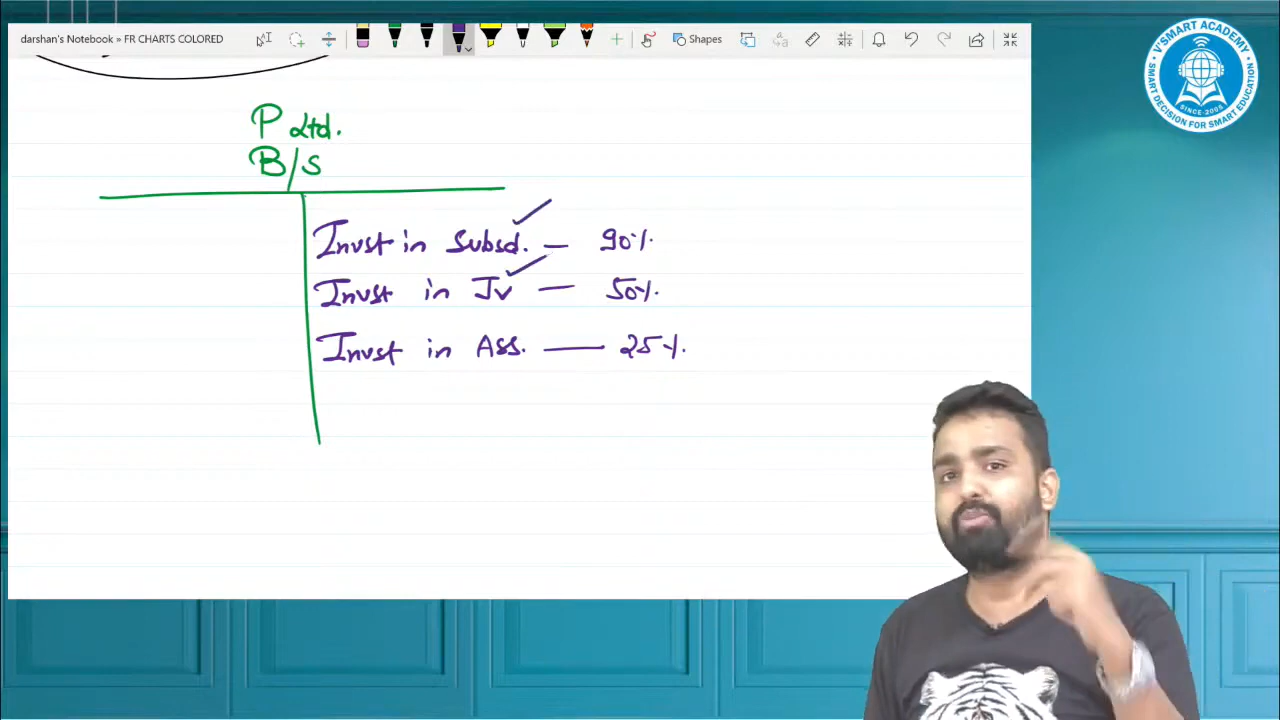 darshan's Notebook » FR CHARTS COLORED
Shapes
V'SMART ACADEMY
SMART DECISION FOR SMART EDUCATION
SINCE-2005
P Ltd.
B/S
Invst in Subsd. — 90%.
Invst in Jv — 50%.
Invst in Ass. — 25%.